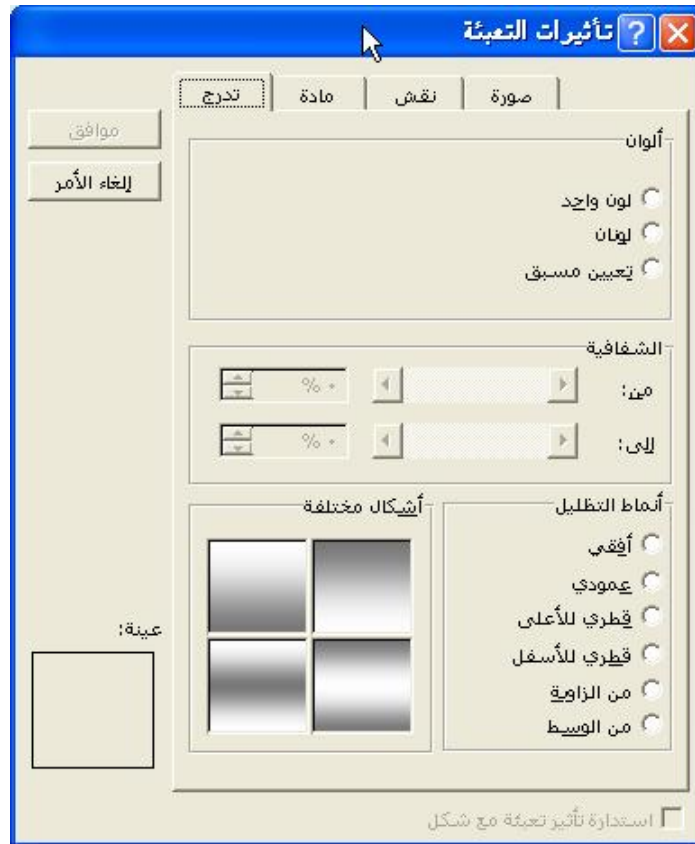 تأثيرات التعبئة
تدرج
مادة
نقش
صورة
موافق
إلغاء الأمر
ألوان
لون واحد
لونان
تعيين مسبق
الشفافية
من:
٠ %
إلى:
٠ %
أنماط التظليل
أفقي
عمودي
قطري للأعلى
قطري للأسفل
من الزاوية
من الوسط
أشكال مختلفة
عينة:
استدارة تأثير تعبئة مع شكل